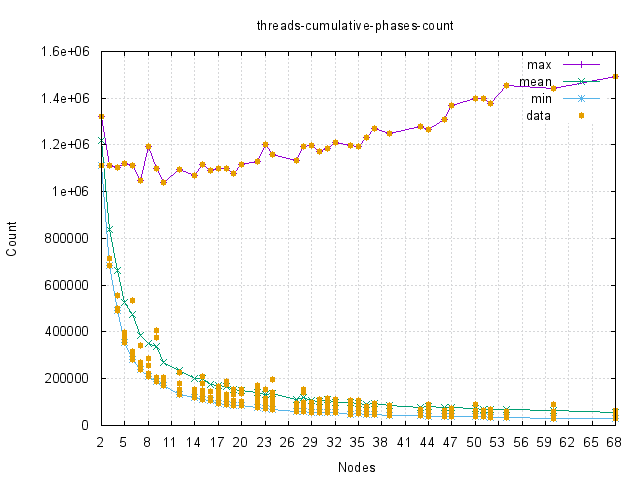 threads-cumulative-phases-count
1.6e+06
1.4e+06
1.2e+06
1e+06
800000
600000
400000
200000
0
Count
max
mean
min
data
2 5 8 11 14 17 20 23 26 29 32 35 38 41 44 47 50 53 56 59 62 65 68
Nodes